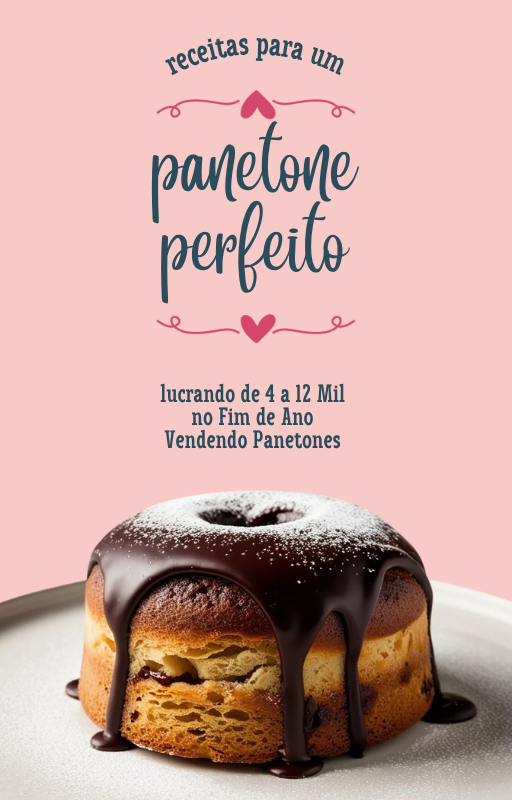 receitas para um
panetone
perfeito
lucrando de 4 a 12 Mil
no Fim de Ano
Vendendo Panetones